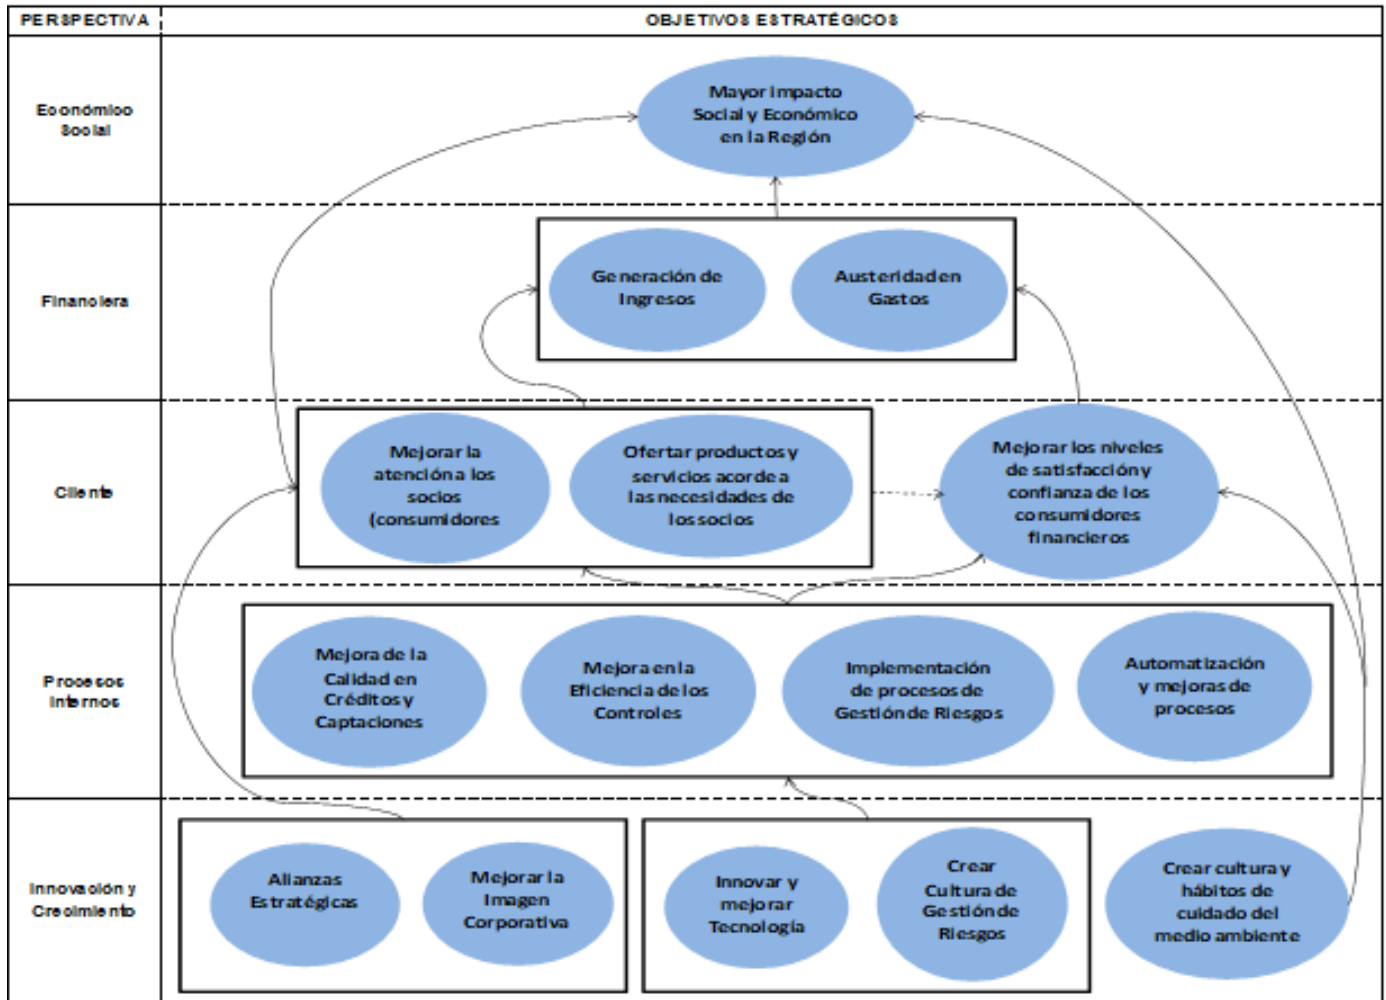 PERSPECTIVA
OBJETIVOS ESTRATÉGICOS
Económico
Social
Mayor impacto
Social y Económico
en la Región
Financiera
Generación de
Ingresos
Austeridad en
Gastos
Cliente
Mejorar la
atención a los
socios
(consumidores
Ofertar productos y
servicios acorde a
las necesidades de
los socios
Mejorar los niveles
de satisfacción y
confianza de los
consumidores
financieros
Procesos
Internos
Mejora de la
Calidad en
Créditos y
Captaciones
Mejora en la
Eficiencia de los
Controles
Implementación
de procesos de
Gestión de Riesgos
Automatización
y mejoras de
procesos
Innovación y
Crecimiento
Alianzas
Estratégicas
Mejorar la
Imagen
Corporativa
Innovar y
mejorar
Tecnología
Crear
Cultura de
Gestión de
Riesgos
Crear cultura y
hábitos de
cuidado del
medio ambiente